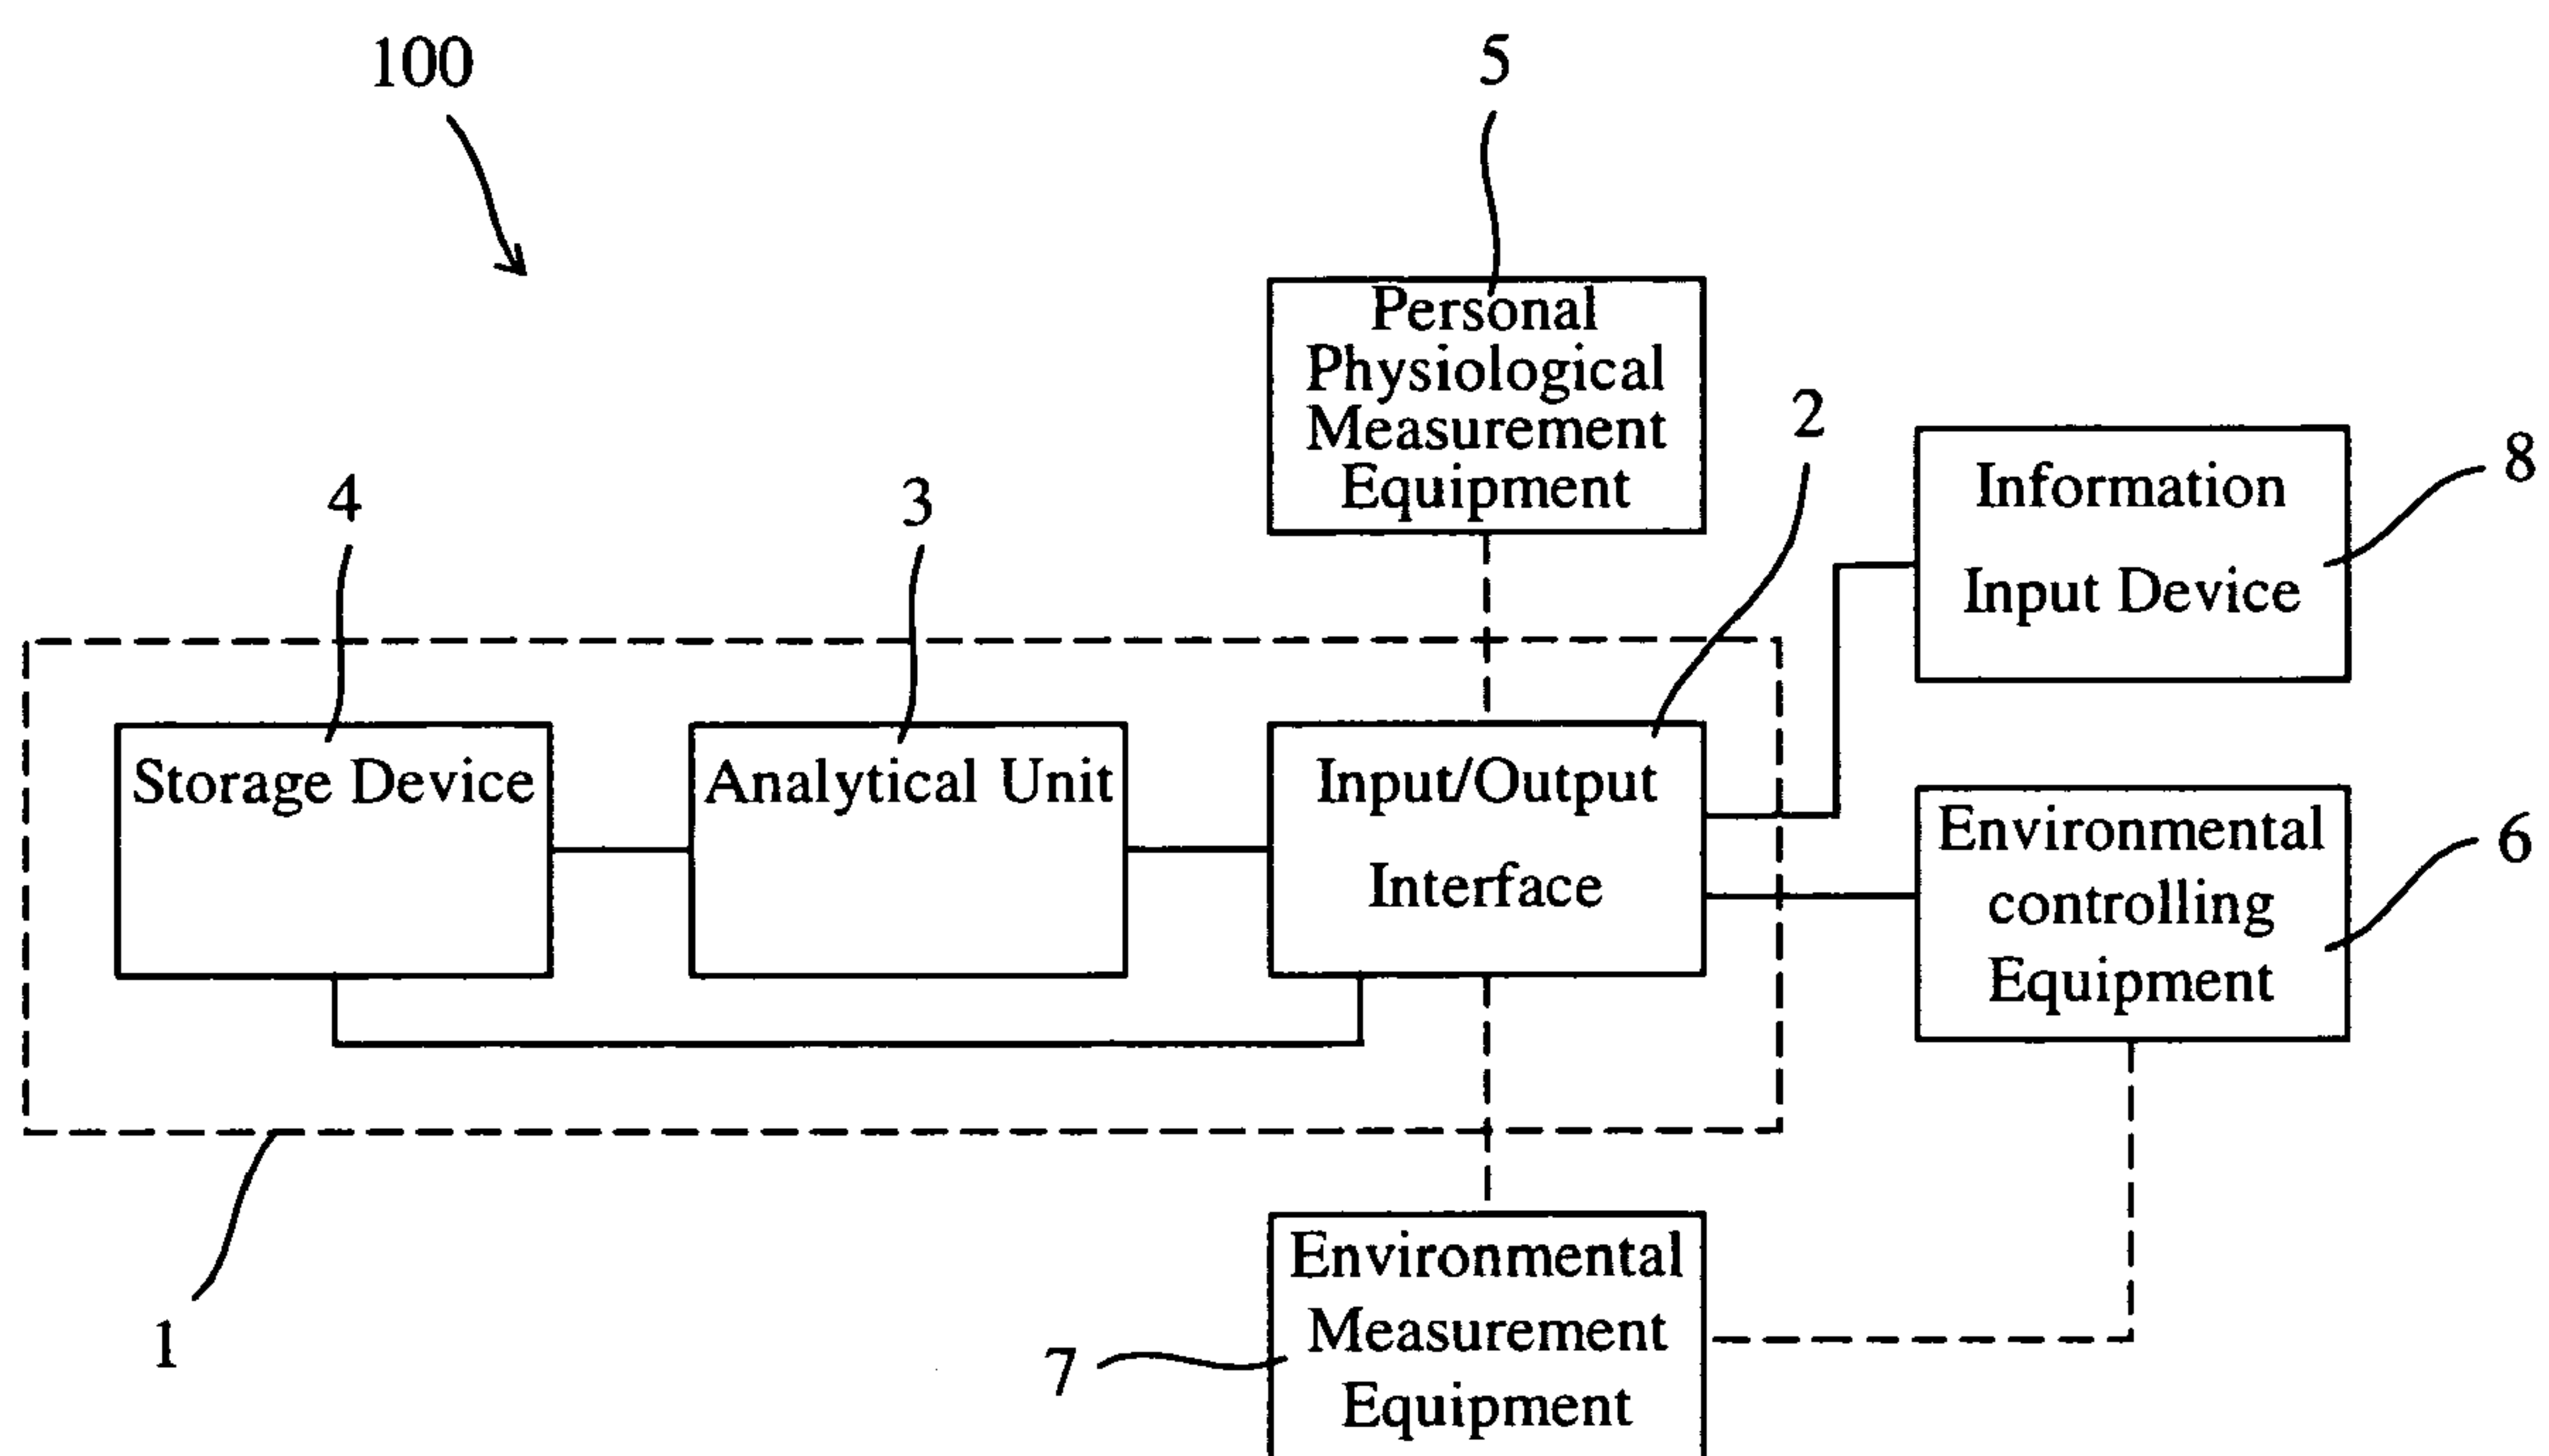 100
5
Personal
Physiological
Measurement
Equipment
2
Information
Input Device
8
4
3
Storage Device
Analytical Unit
Input/Output
Interface
Environmental
controlling
Equipment
6
1
Environmental
Measurement
Equipment
7